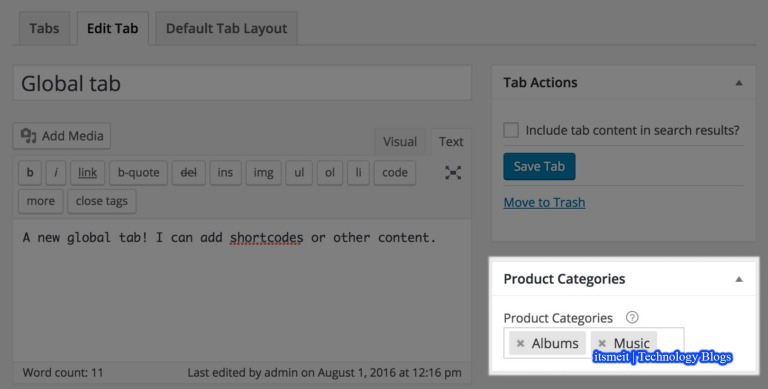 Tabs Edit Tab Default Tab Layout
Global tab
Add Media
Visual Text
b i link b-quote del ins img ul ol li code
more close tags
A new global tab! I can add shortcodes or other content.
Word count: 11 Last edited by admin on August 1, 2016 at 12:16 pm
Tab Actions
Include tab content in search results?
Save Tab
Move to Trash
Product Categories
Product Categories ?
× Albums × Music
itsmeit | Technology Blogs